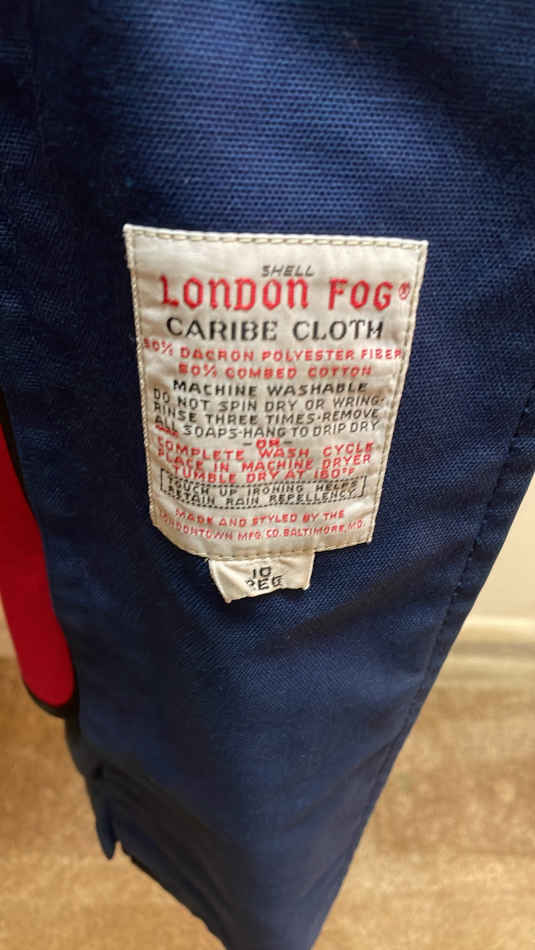 SHELL
LONDON FOG®
CARIBE CLOTH
50% DACRON POLYESTER FIBER
50% COMBED COTTON
MACHINE WASHABLE
DO NOT SPIN DRY OR WRING-
RINSE THREE TIMES-REMOVE
ALL SOAPS-HANG TO DRIP DRY
-OR-
COMPLETE WASH CYCLE
PLACE IN MACHINE DRYER
TUMBLE DRY AT 160°F
TOUCH UP IRONING HELPS
RETAIN RAIN REPELLENCY
MADE AND STYLED BY THE
LONDONTOWN MFG. CO. BALTIMORE, MD.
10
REG